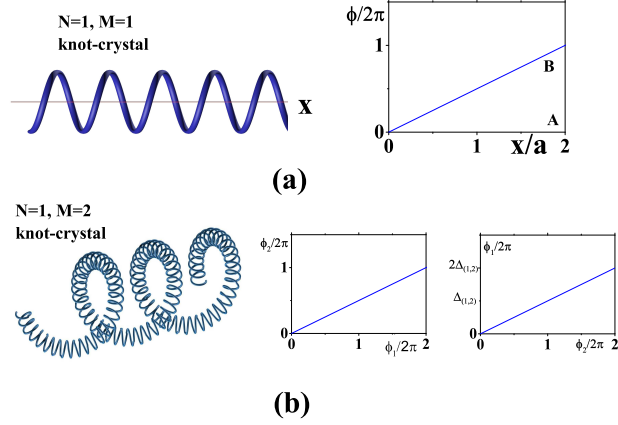 N=1, M=1
knot-crystal
x
ϕ/2π
1
0
B
A
0
1
x/a
2
(a)
N=1, M=2
knot-crystal
ϕ₂/2π
1
0
0
1
ϕ₁/2π
2
ϕ₁/2π
2Δ₍₁,₂₎
Δ₍₁,₂₎
0
0
1
ϕ₂/2π
2
(b)